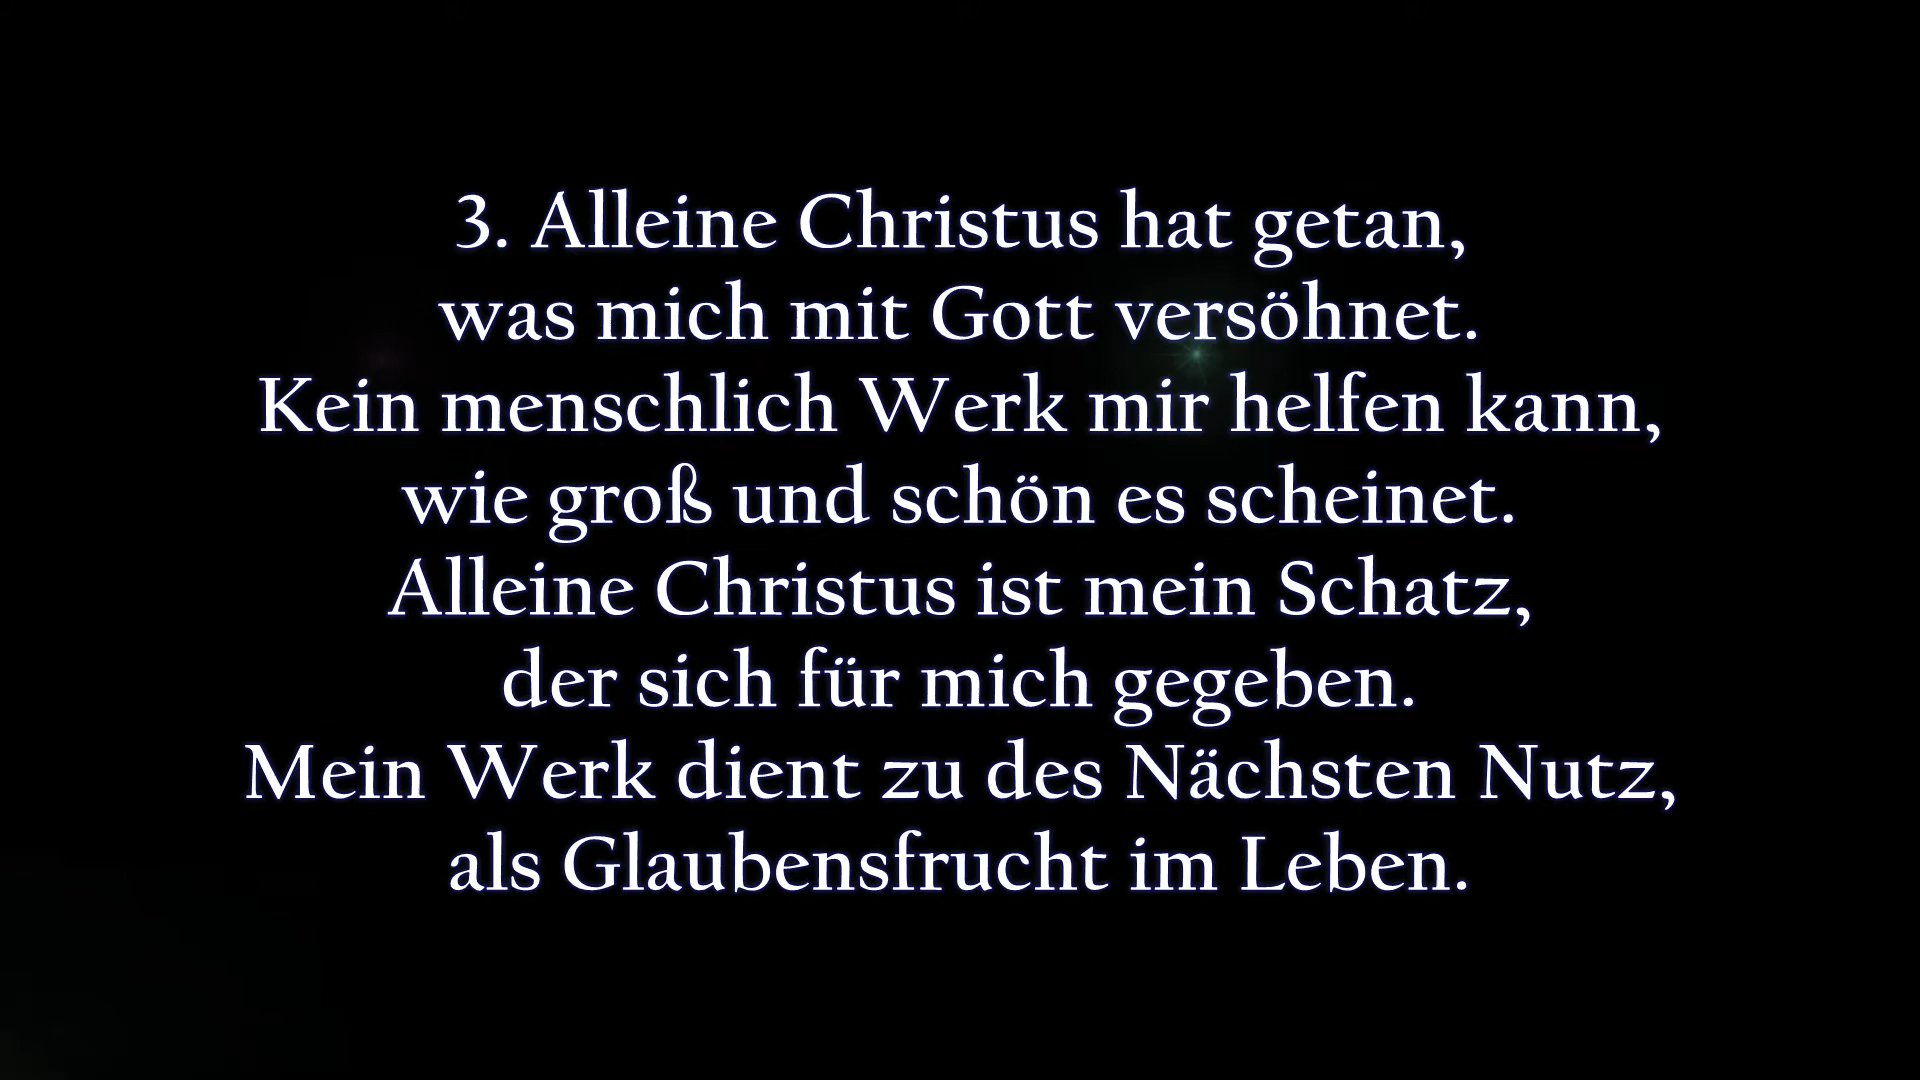 3. Alleine Christus hat getan,
was mich mit Gott versöhnet.
Kein menschlich Werk mir helfen kann,
wie groß und schön es scheinet.
Alleine Christus ist mein Schatz,
der sich für mich gegeben.
Mein Werk dient zu des Nächsten Nutz,
als Glaubensfrucht im Leben.